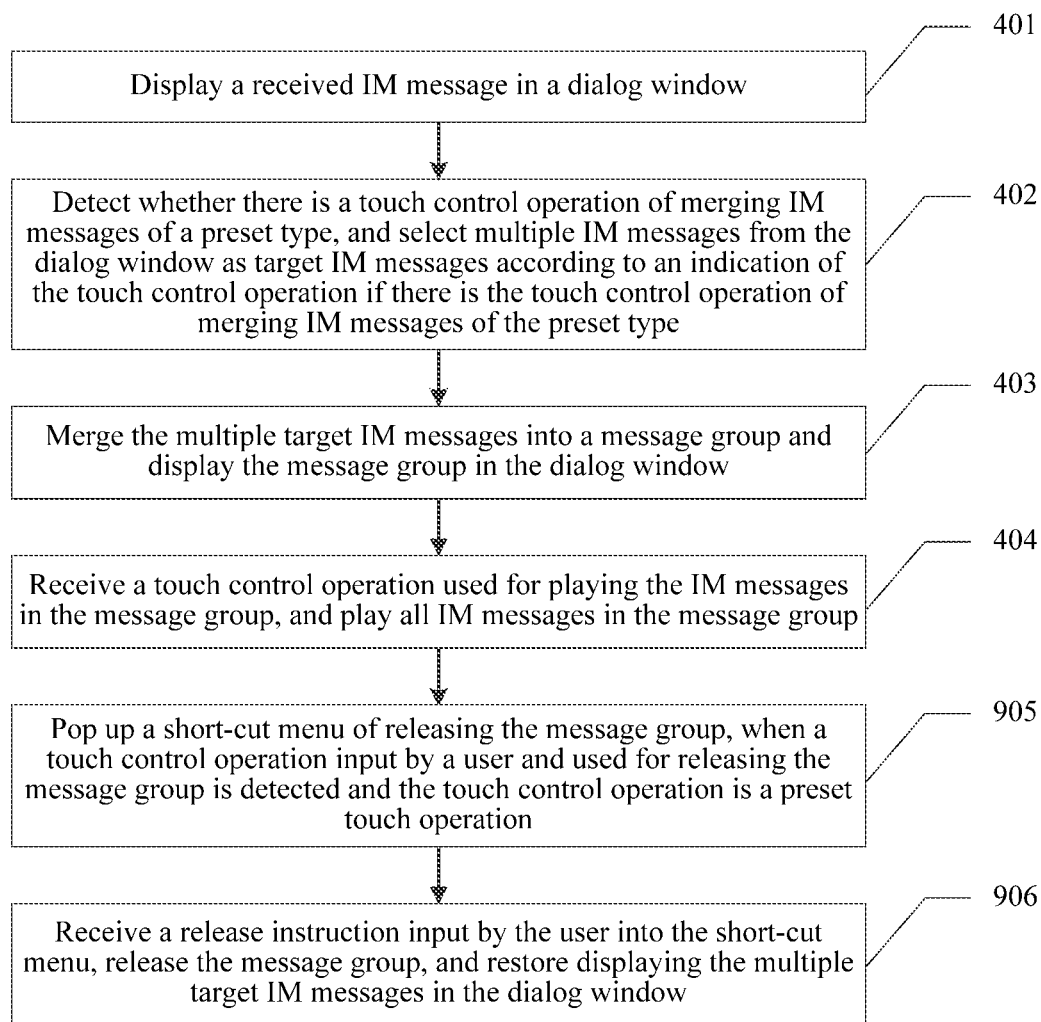 401
Display a received IM message in a dialog window
402
Detect whether there is a touch control operation of merging IM
messages of a preset type, and select multiple IM messages from the
dialog window as target IM messages according to an indication of
the touch control operation if there is the touch control operation of
merging IM messages of the preset type
403
Merge the multiple target IM messages into a message group and
display the message group in the dialog window
404
Receive a touch control operation used for playing the IM messages
in the message group, and play all IM messages in the message group
905
Pop up a short-cut menu of releasing the message group, when a
touch control operation input by a user and used for releasing the
message group is detected and the touch control operation is a preset
touch operation
906
Receive a release instruction input by the user into the short-cut
menu, release the message group, and restore displaying the multiple
target IM messages in the dialog window